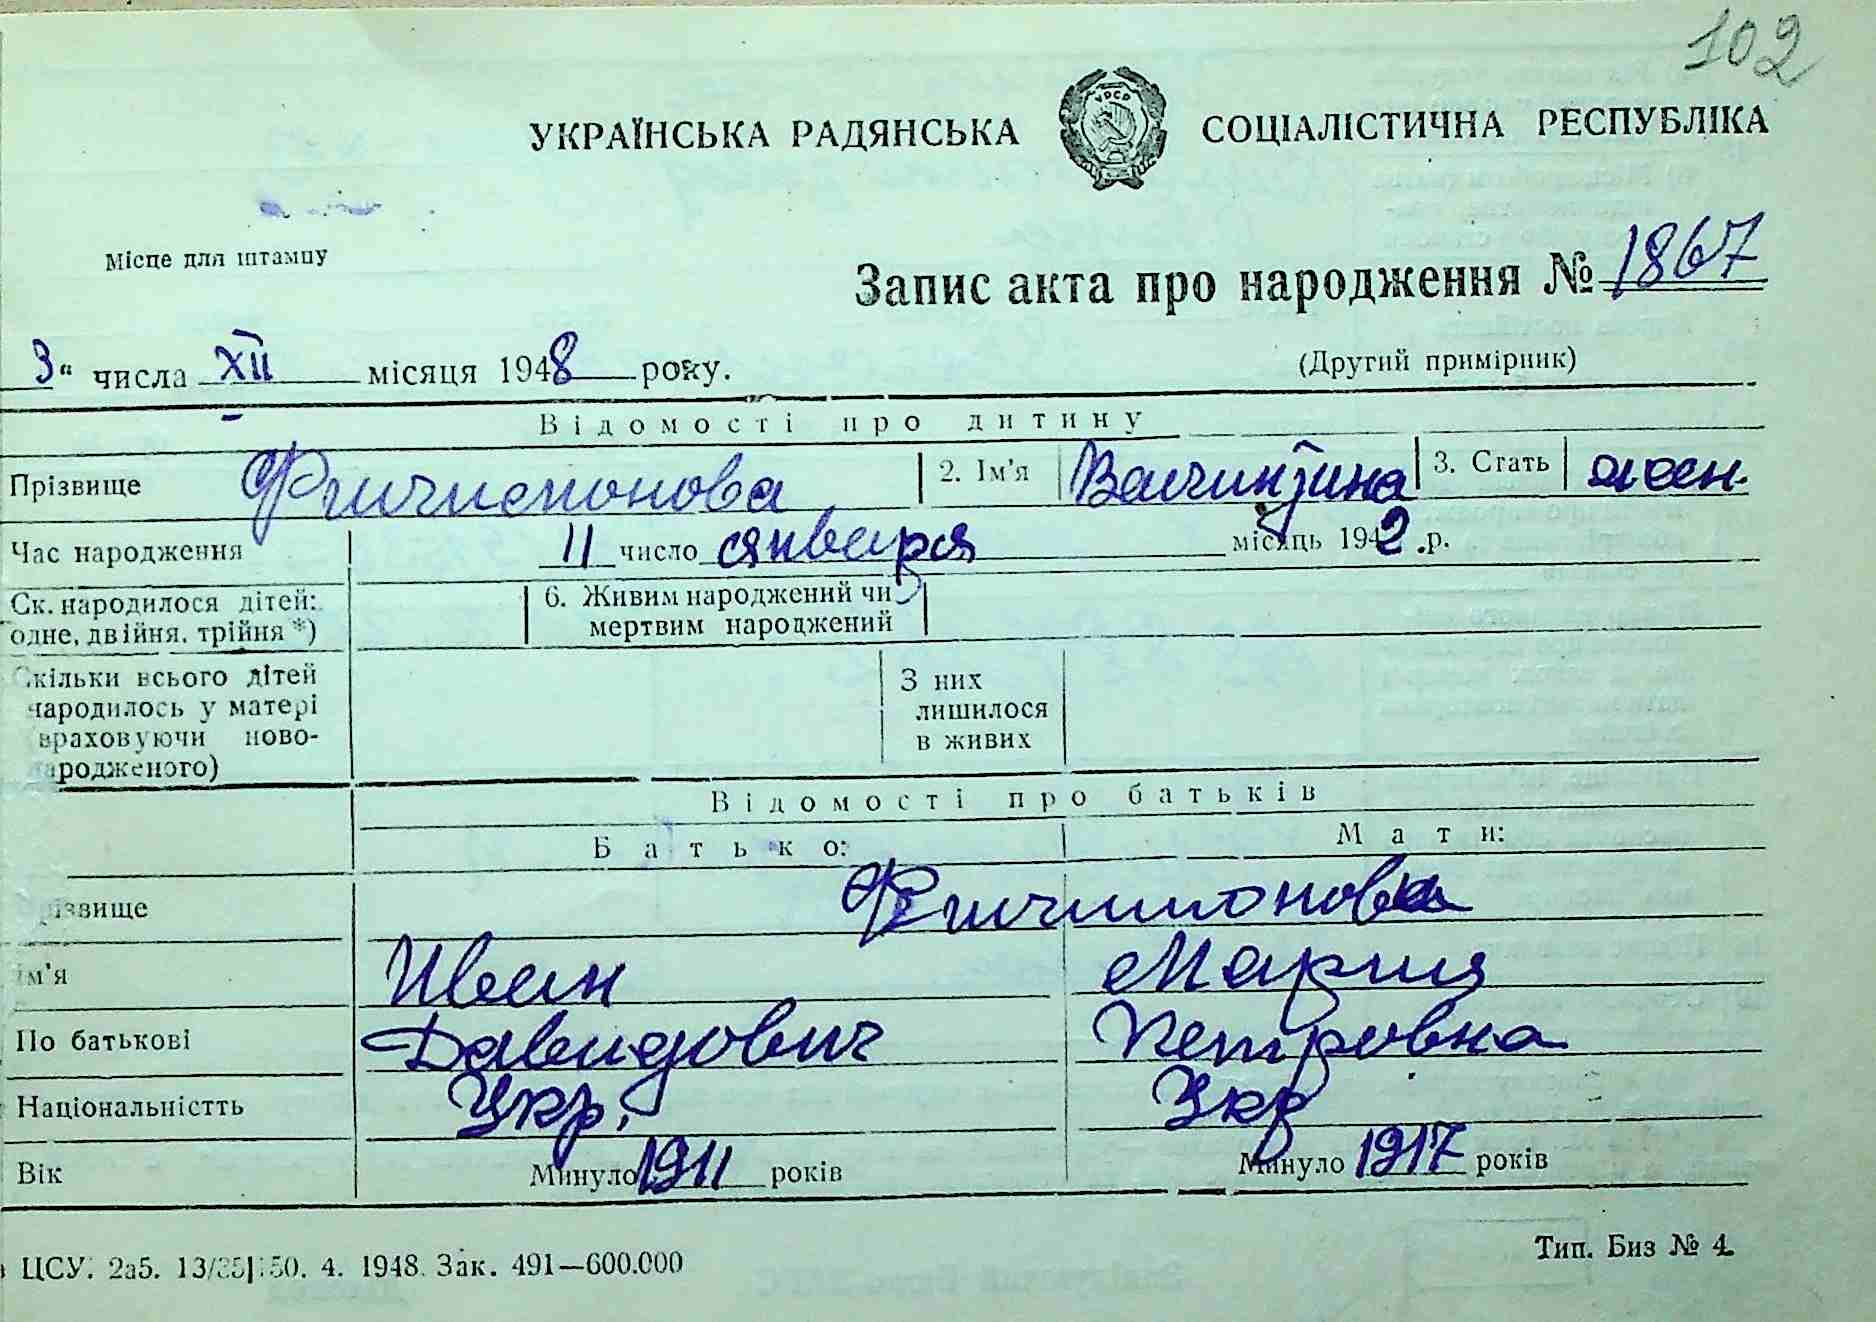 102
УКРАЇНСЬКА РАДЯНСЬКА СОЦІАЛІСТИЧНА РЕСПУБЛІКА
УРСР
Місце для штампу
Запис акта про народження № 1867
3 " числа XII місяця 1948 року.
(Другий примірник)
Відомості про дитину
Прізвище Филимонова 2. Ім'я Валентина 3. Стать жен.
Час народження 11 число января місяць 1942 .р.
Ск. народилося дітей: одне, двійня, трійня *)
6. Живим народжений чи мертвим народжений
Скільки всього дітей
народилось у матері
враховуючи ново-
народженого)
З них
лишилося
в живих
Відомості про батьків
Батько: Мати:
Прізвище Филимонова
Ім'я Иван Мария
По батькові Давидович Петровна
Національністть Укр. Укр
Вік Минуло 1911 років Минуло 1917 років
ЦСУ. 2а5. 4. 1948. Зак. 491—600.000
Тип. Биз № 4.